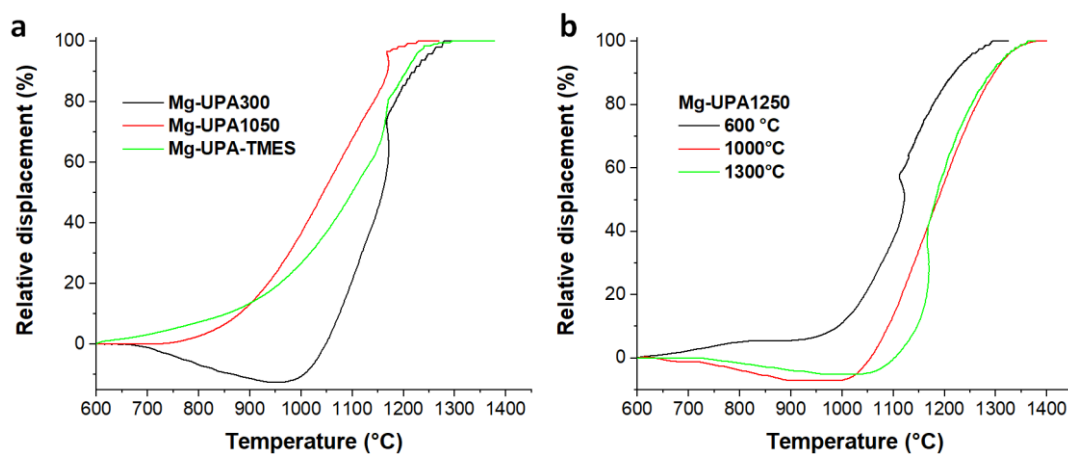 a
Relative displacement (%)
100
80
60
40
20
0
Mg-UPA300
Mg-UPA1050
Mg-UPA-TMES
600 700 800 900 1000 1100 1200 1300 1400
Temperature (°C)
b
Relative displacement (%)
100
80
60
40
20
0
Mg-UPA1250
600 °C
1000°C
1300°C
600 700 800 900 1000 1100 1200 1300 1400
Temperature (°C)